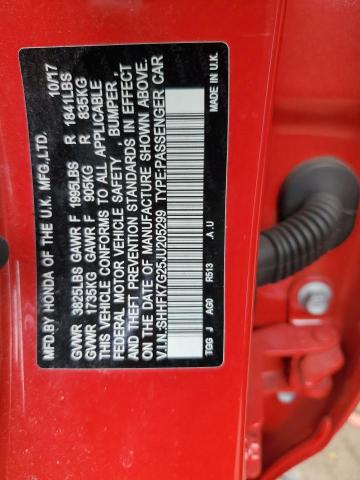 MFD.BY HONDA OF THE U.K. MFG.,LTD. 10/17
GVWR 3825LBS GAWR F 1995LBS R 1841LBS
GVWR 1735KG GAWR F 905KG R 835KG
THIS VEHICLE CONFORMS TO ALL APPLICABLE
FEDERAL MOTOR VEHICLE SAFETY , BUMPER ,
AND THEFT PREVENTION STANDARDS IN EFFECT
ON THE DATE OF MANUFACTURE SHOWN ABOVE.
V.I.N.:SHHFK7G25JU205299 TYPE:PASSENGER CAR
TGG J AG0 R513 A.U MADE IN U.K.